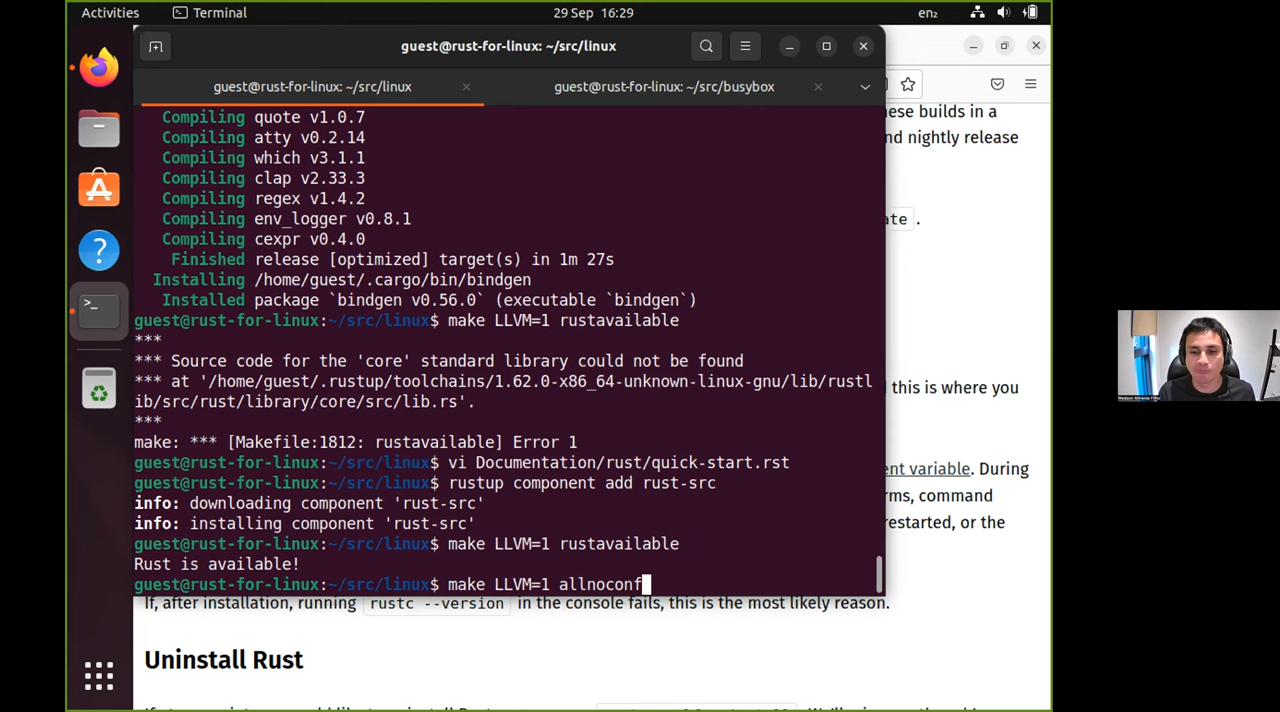 Activities
Terminal
29 Sep 16:29
en₂
guest@rust-for-linux: ~/src/linux
guest@rust-for-linux: ~/src/linux
guest@rust-for-linux: ~/src/busybox
Compiling quote v1.0.7
Compiling atty v0.2.14
Compiling which v3.1.1
Compiling clap v2.33.3
Compiling regex v1.4.2
Compiling env_logger v0.8.1
Compiling cexpr v0.4.0
Finished release [optimized] target(s) in 1m 27s
Installing /home/guest/.cargo/bin/bindgen
Installed package `bindgen v0.56.0` (executable `bindgen`)
guest@rust-for-linux:~/src/linux$ make LLVM=1 rustavailable
***
*** Source code for the 'core' standard library could not be found
*** at '/home/guest/.rustup/toolchains/1.62.0-x86_64-unknown-linux-gnu/lib/rustl
ib/src/rust/library/core/src/lib.rs'.
***
make: *** [Makefile:1812: rustavailable] Error 1
guest@rust-for-linux:~/src/linux$ vi Documentation/rust/quick-start.rst
guest@rust-for-linux:~/src/linux$ rustup component add rust-src
info: downloading component 'rust-src'
info: installing component 'rust-src'
guest@rust-for-linux:~/src/linux$ make LLVM=1 rustavailable
Rust is available!
guest@rust-for-linux:~/src/linux$ make LLVM=1 allnoconf
ese builds in a
nd nightly release
ate .
this is where you
ent variable. During
rms, command
restarted, or the
If, after installation, running rustc --version in the console fails, this is the most likely reason.
Uninstall Rust